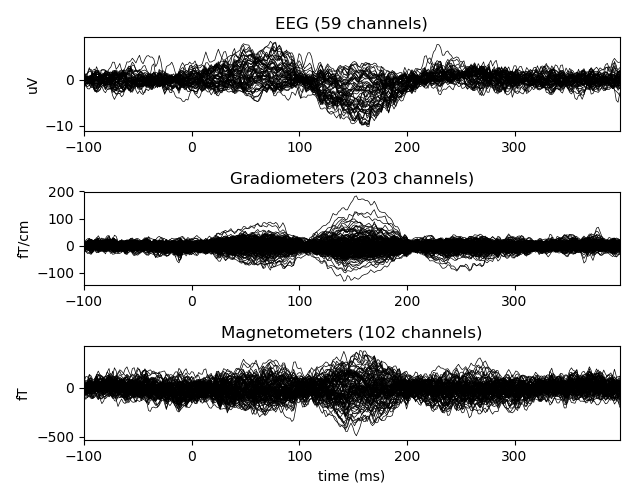 EEG (59 channels)
uV
0
−10
−100 0 100 200 300
Gradiometers (203 channels)
fT/cm
200
100
0
−100
−100 0 100 200 300
Magnetometers (102 channels)
fT
0
−500
−100 0 100 200 300
time (ms)